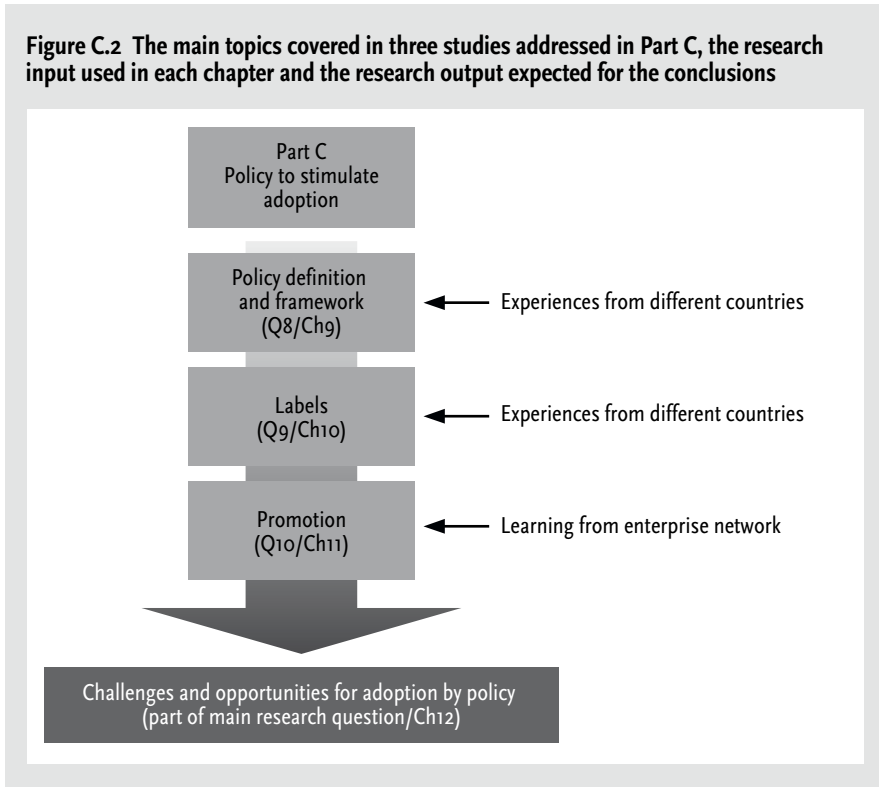 Figure C.2 The main topics covered in three studies addressed in Part C, the research
input used in each chapter and the research output expected for the conclusions
Part C
Policy to stimulate
adoption
Policy definition
and framework
(Q8/Ch9)
Experiences from different countries
Labels
(Q9/Ch10)
Experiences from different countries
Promotion
(Q10/Ch11)
Learning from enterprise network
Challenges and opportunities for adoption by policy
(part of main research question/Ch12)